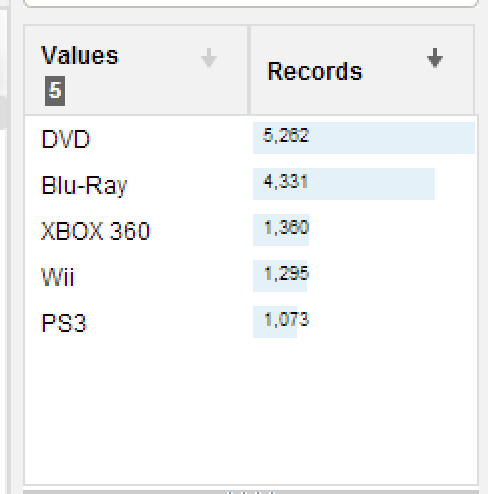 Values
5
Records
DVD 5,262
Blu-Ray 4,331
XBOX 360 1,360
Wii 1,295
PS3 1,073